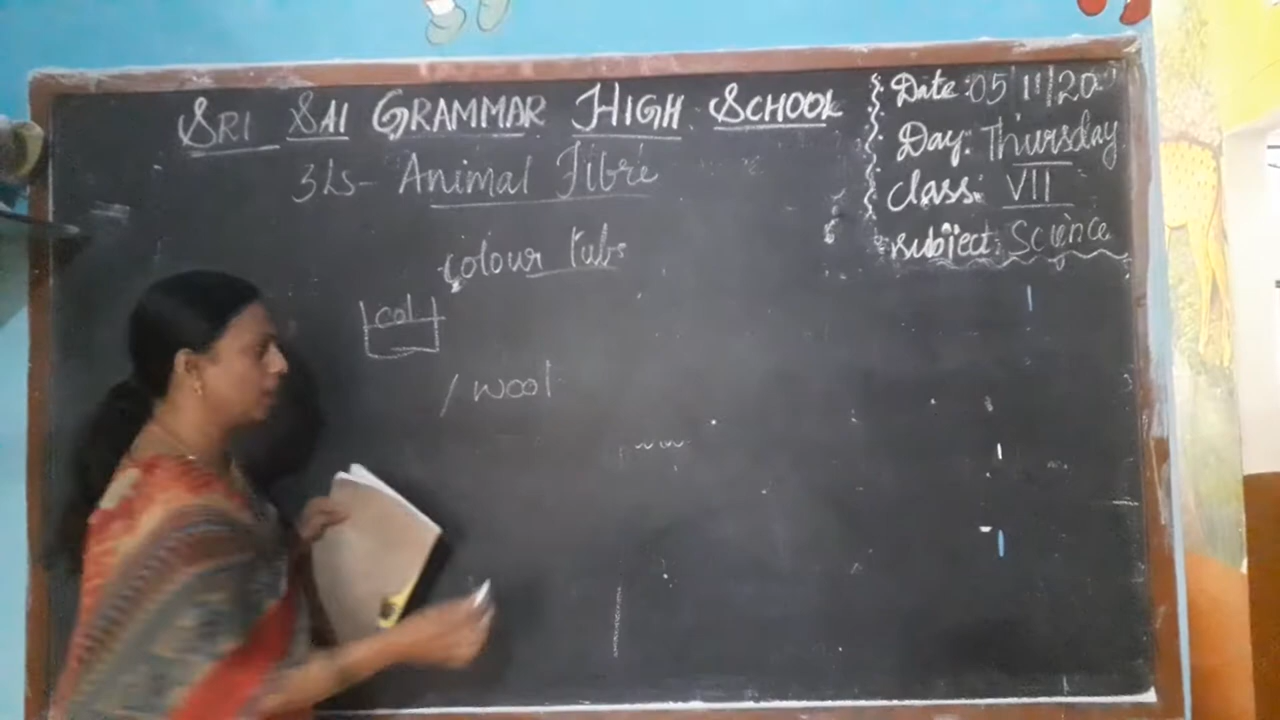 SRI SAI GRAMMAR HIGH SCHOOL
3Ls- Animal Fibre
colour tubs
col
/ wool
Date: 05/11/20
Day: Thursday
Class: VII
Subject: Science